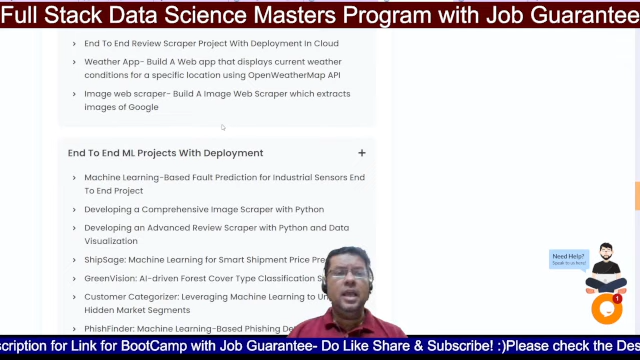 Full Stack Data Science Masters Program with Job Guarantee
End To End Review Scraper Project With Deployment In Cloud
Weather App- Build A Web app that displays current weather
conditions for a specific location using OpenWeatherMap API
Image web scraper- Build A Image Web Scraper which extracts
images of Google
End To End ML Projects With Deployment +
Machine Learning-Based Fault Prediction for Industrial Sensors End
To End Project
Developing a Comprehensive Image Scraper with Python
Developing an Advanced Review Scraper with Python and Data
Visualization
ShipSage: Machine Learning for Smart Shipment Price
GreenVision: AI-driven Forest Cover Type Classification
Customer Categorizer: Leveraging Machine Learning to
Hidden Market Segments
PhishFinder: Machine Learning-Based Phishing
Need Help?
Speak to us here!
1
scription for Link for BootCamp with Job Guarantee- Do Like Share & Subscribe! :)Please check the Des